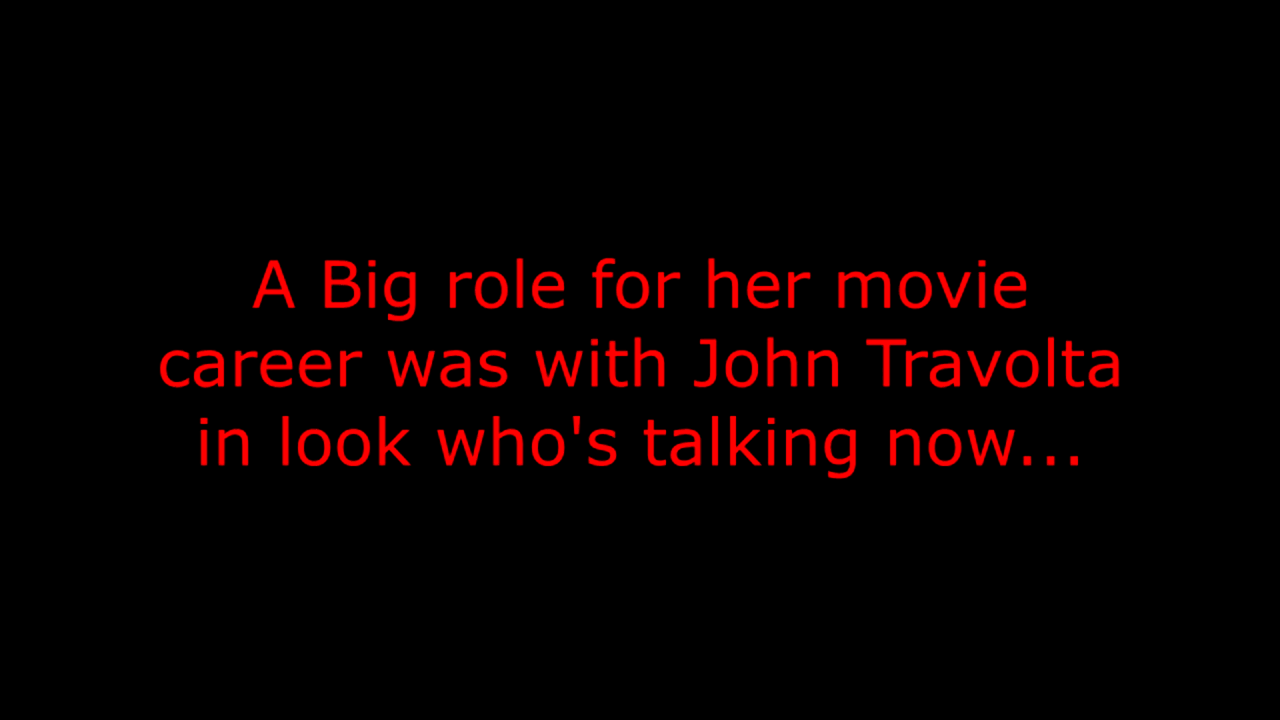 A Big role for her movie
career was with John Travolta
in look who's talking now...